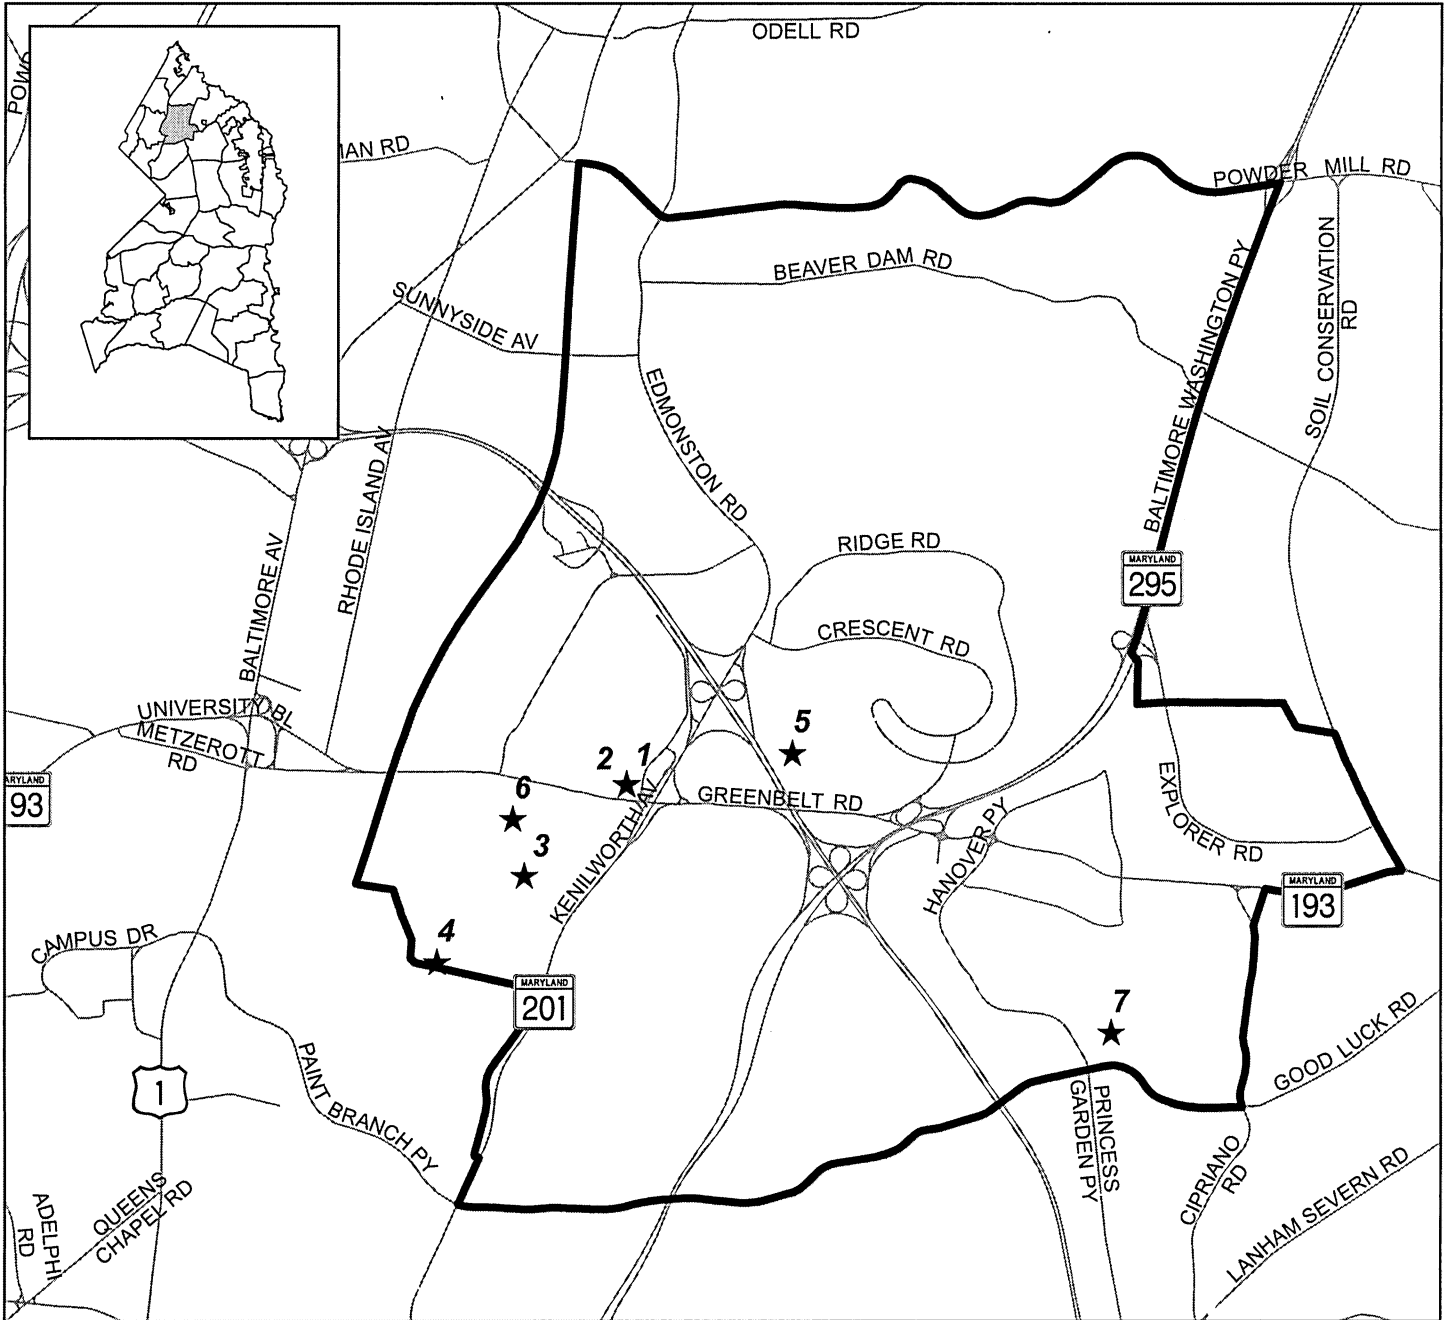 ODELL RD
POWDER MILL RD
BEAVER DAM RD
SUNNYSIDE AV
EDMONSTON RD
BALTIMORE WASHINGTON PY
SOIL CONSERVATION
RD
RHODE ISLAND AV
BALTIMORE AV
RIDGE RD
MARYLAND
295
CRESCENT RD
UNIVERSITY BL
METZEROTT
RD
5
2
1
6
3
4
93
GREENBELT RD
KENILWORTH AV
HANOVER PY
EXPLORER RD
MARYLAND
193
CAMPUS DR
MARYLAND
201
7
GOOD LUCK RD
1
PAINT BRANCH PY
PRINCESS
GARDEN PY
CIPRIANO
RD
LANHAM SEVERN RD
QUEENS
CHAPEL RD
ADELPHI
RD